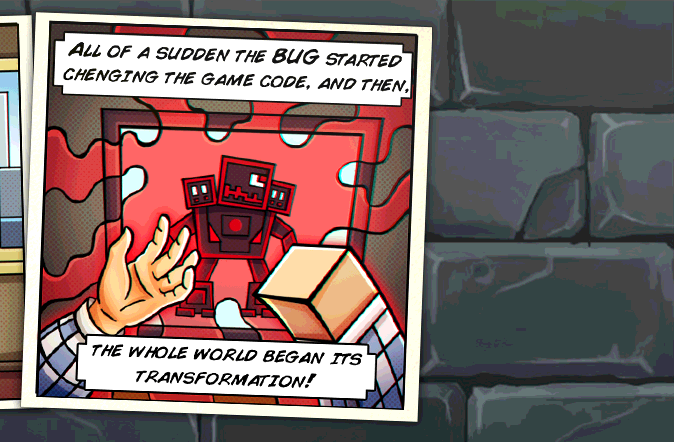 ALL OF A SUDDEN THE BUG STARTED
CHENGING THE GAME CODE, AND THEN,
THE WHOLE WORLD BEGAN ITS
TRANSFORMATION!